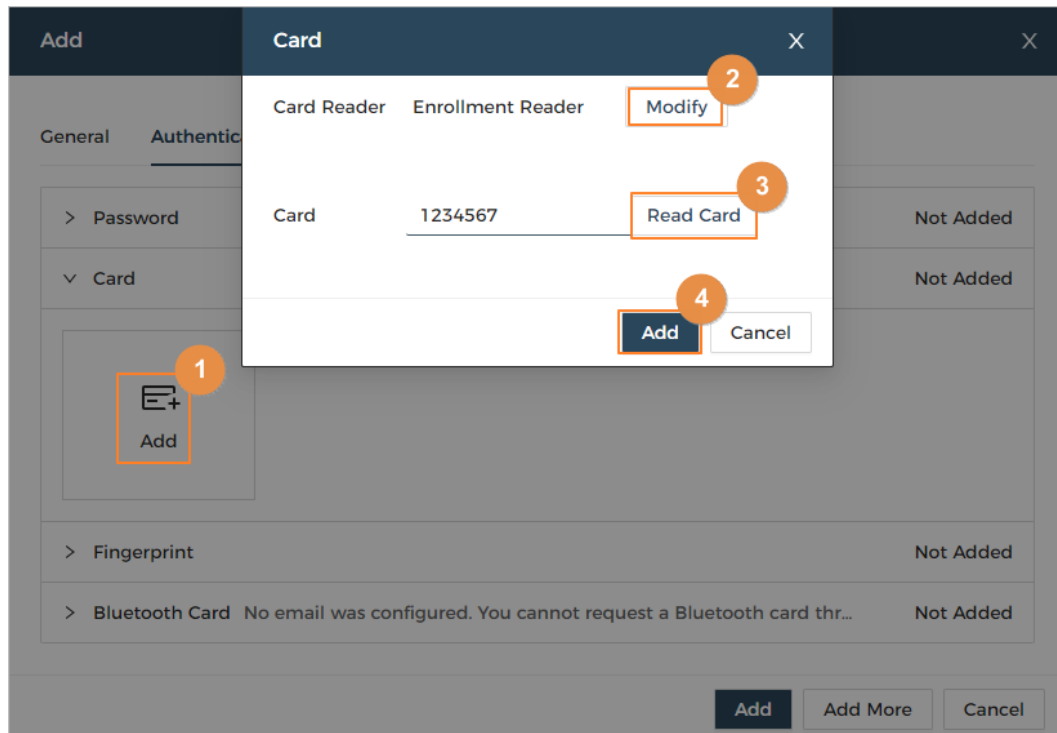 Add X
Card X
Card Reader Enrollment Reader Modify
2
General Authentic
3
Card 1234567 Read Card
> Password Not Added
Card Not Added
4
Add Cancel
1
Add
> Fingerprint Not Added
> Bluetooth Card No email was configured. You cannot request a Bluetooth card thr... Not Added
Add Add More Cancel